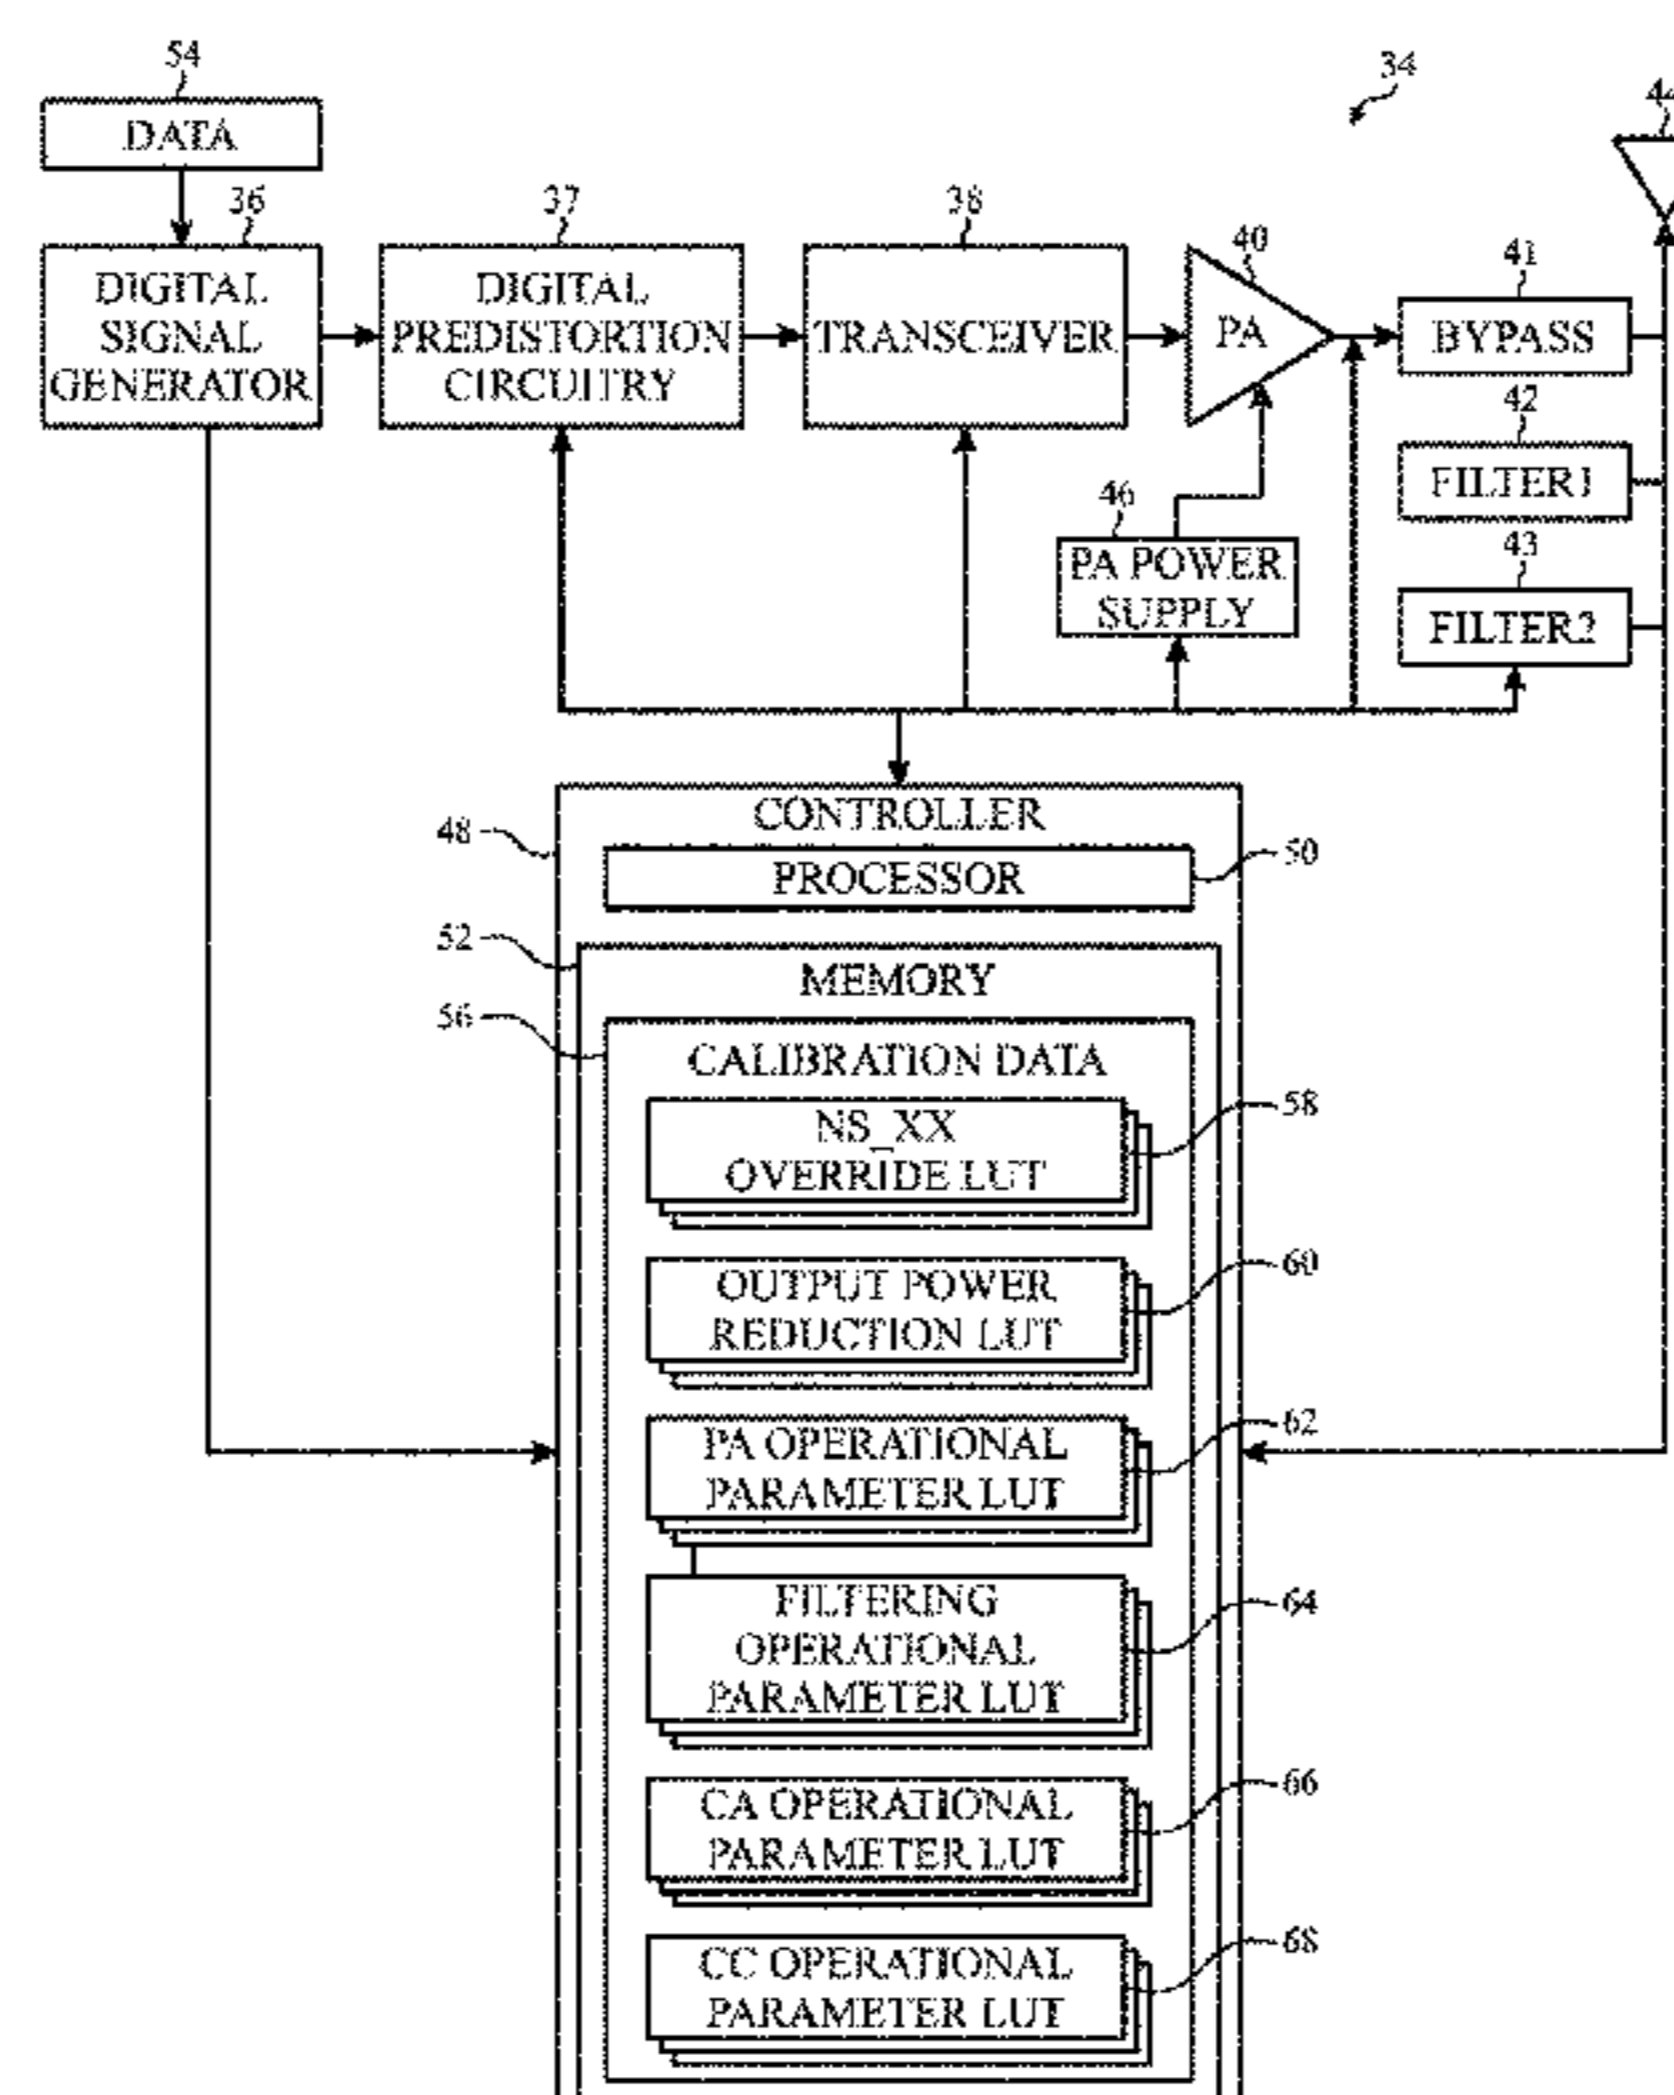 54
DATA
34
36
DIGITAL
SIGNAL
GENERATOR
37
DIGITAL
PREDISTORTION
CIRCUITRY
38
TRANSCEIVER
40
PA
41
BYPASS
42
FILTER1
43
FILTER2
46
PA POWER
SUPPLY
48
CONTROLLER
50
PROCESSOR
52
MEMORY
56
CALIBRATION DATA
58
NS_XX
OVERRIDE LUT
60
OUTPUT POWER
REDUCTION LUT
62
PA OPERATIONAL
PARAMETER LUT
64
FILTERING
OPERATIONAL
PARAMETER LUT
66
CA OPERATIONAL
PARAMETER LUT
68
CC OPERATIONAL
PARAMETER LUT